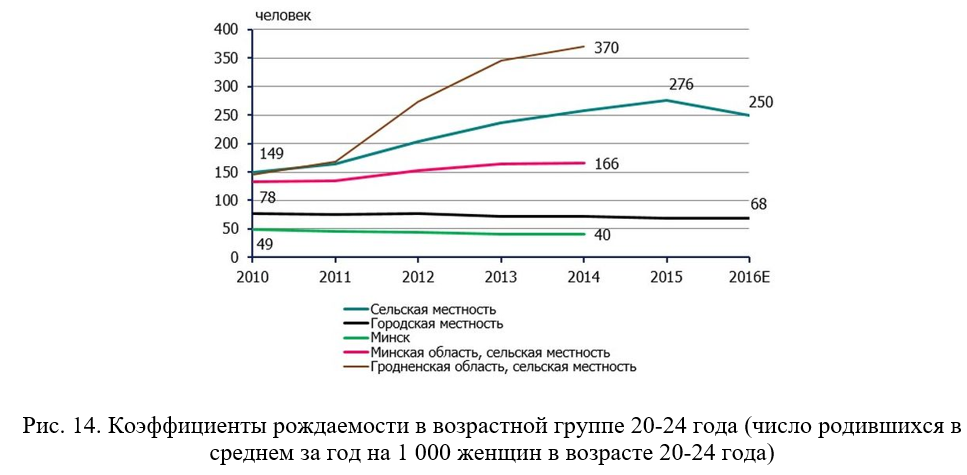 человек
400
350
300
250
200
150
100
50
0
370
276
250
149
166
78
68
49
40
2010 2011 2012 2013 2014 2015 2016E
Сельская местность
Городская местность
Минск
Минская область, сельская местность
Гродненская область, сельская местность
Рис. 14. Коэффициенты рождаемости в возрастной группе 20-24 года (число родившихся в
среднем за год на 1 000 женщин в возрасте 20-24 года)